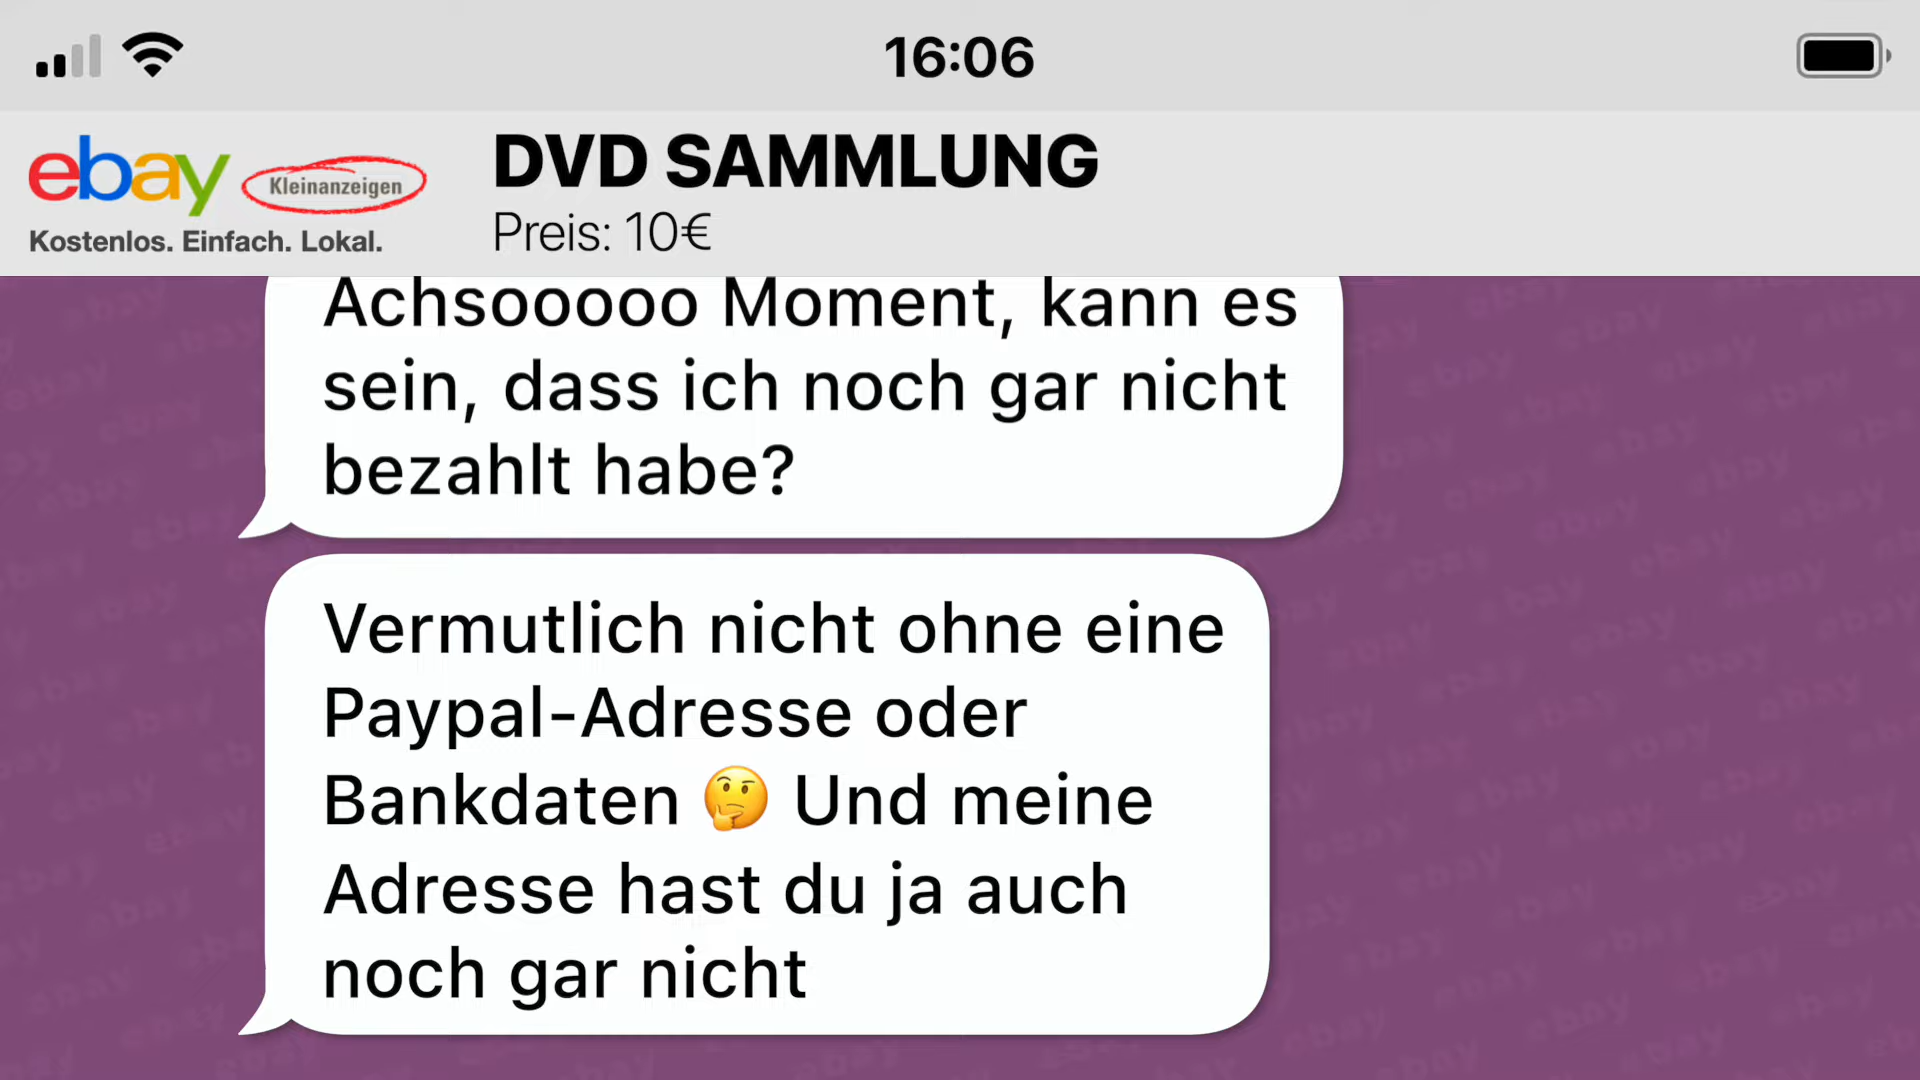 16:06
ebay Kleinanzeigen
Kostenlos. Einfach. Lokal.
DVD SAMMLUNG
Preis: 10€
Achsooooo Moment, kann es
sein, dass ich noch gar nicht
bezahlt habe?
Vermutlich nicht ohne eine
Paypal-Adresse oder
Bankdaten 🤔 Und meine
Adresse hast du ja auch
noch gar nicht